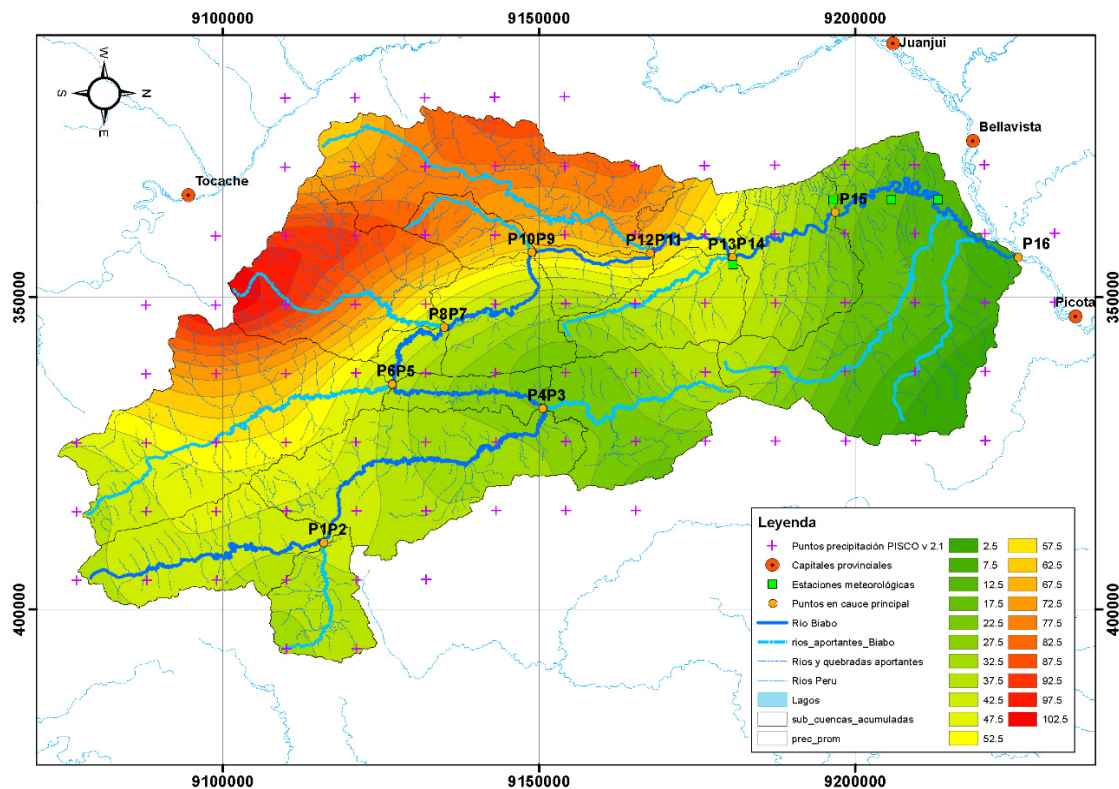 9100000
9150000
9200000
W
S
N
E
Juanjui
Bellavista
Tocache
P15
P10P9
P12P11
P13P14
P16
Picota
P8P7
P6P5
P4P3
P1P2
350000
400000
350000
400000
Leyenda
Puntos precipitación PISCO v 2.1
Capitales provinciales
Estaciones meteorológicas
Puntos en cauce principal
Río Biabo
rios_aportantes_Biabo
Rios y quebradas aportantes
Rios Peru
Lagos
sub_cuencas_acumuladas
prec_prom
2.5
7.5
12.5
17.5
22.5
27.5
32.5
37.5
42.5
47.5
52.5
57.5
62.5
67.5
72.5
77.5
82.5
87.5
92.5
97.5
102.5
9100000
9150000
9200000